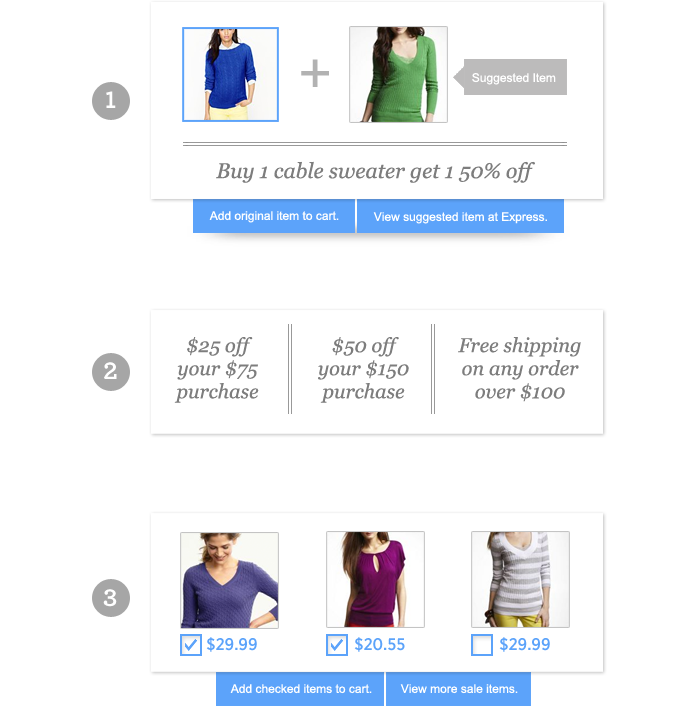 1
Suggested Item
Buy 1 cable sweater get 1 50% off
Add original item to cart.
View suggested item at Express.
2
$25 off
your $75
purchase
$50 off
your $150
purchase
Free shipping
on any order
over $100
3
$29.99
$20.55
$29.99
Add checked items to cart.
View more sale items.